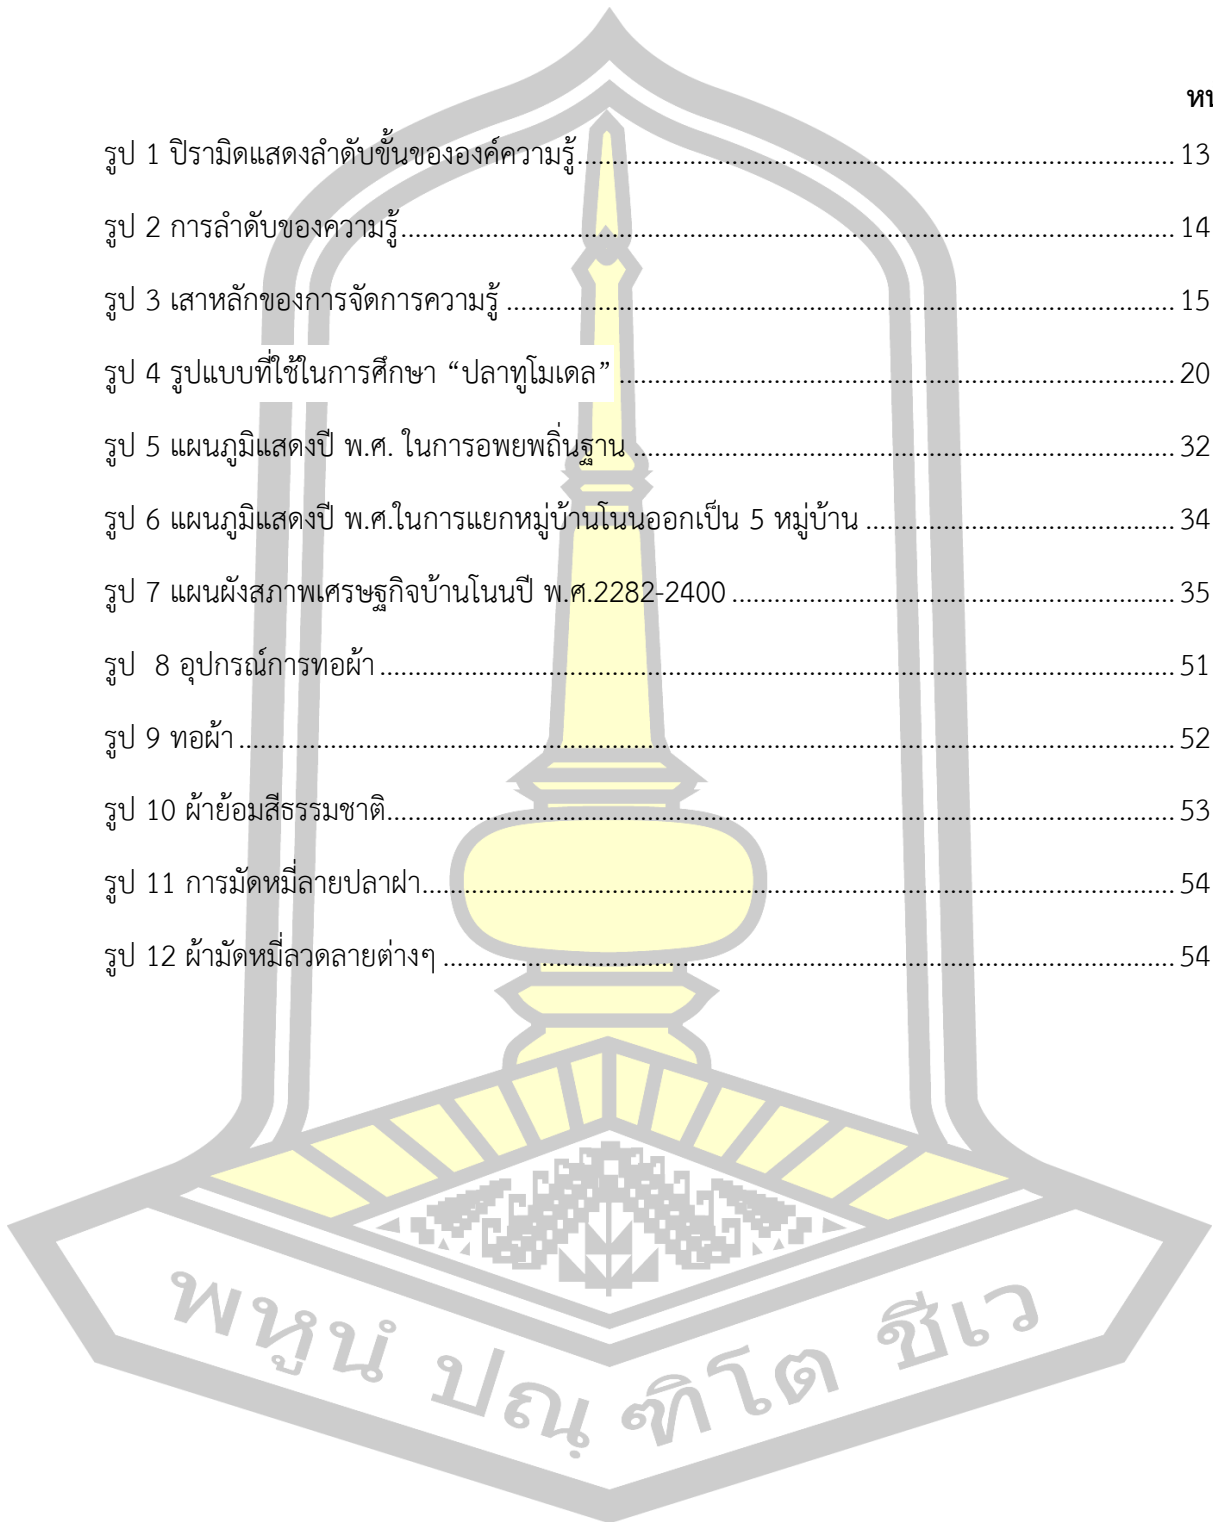 รูป 1 ปิรามิดแสดงลำดับขั้นขององค์ความรู้.................... 13
รูป 2 การลำดับของความรู้.................... 14
รูป 3 เสาหลักของการจัดการความรู้ .................... 15
รูป 4 รูปแบบที่ใช้ในการศึกษา “ปลาทูโมเดล” .................... 20
รูป 5 แผนภูมิแสดงปี พ.ศ. ในการอพยพถิ่นฐาน .................... 32
รูป 6 แผนภูมิแสดงปี พ.ศ.ในการแยกหมู่บ้านโนนออกเป็น 5 หมู่บ้าน .................... 34
รูป 7 แผนผังสภาพเศรษฐกิจบ้านโนนปี พ.ศ.2282-2400 .................... 35
รูป  8 อุปกรณ์การทอผ้า .................... 51
รูป 9 ทอผ้า .................... 52
รูป 10 ผ้าย้อมสีธรรมชาติ.................... 53
รูป 11 การมัดหมี่ลายปลาฝา.................... 54
รูป 12 ผ้ามัดหมี่ลวดลายต่างๆ .................... 54
พหูนํ ปณฺฑิโต ชีเว